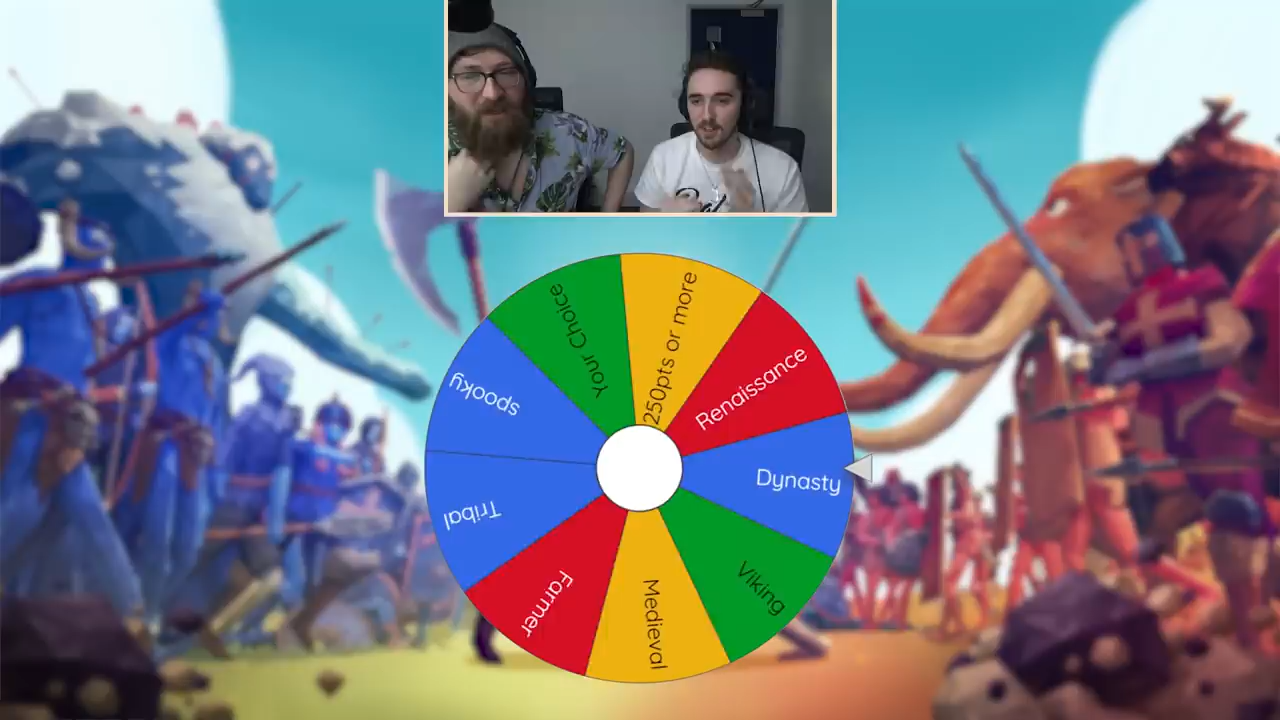 Your Choice
250pts or more
Renaissance
Dynasty
Viking
Medieval
Farmer
Tribal
spooky